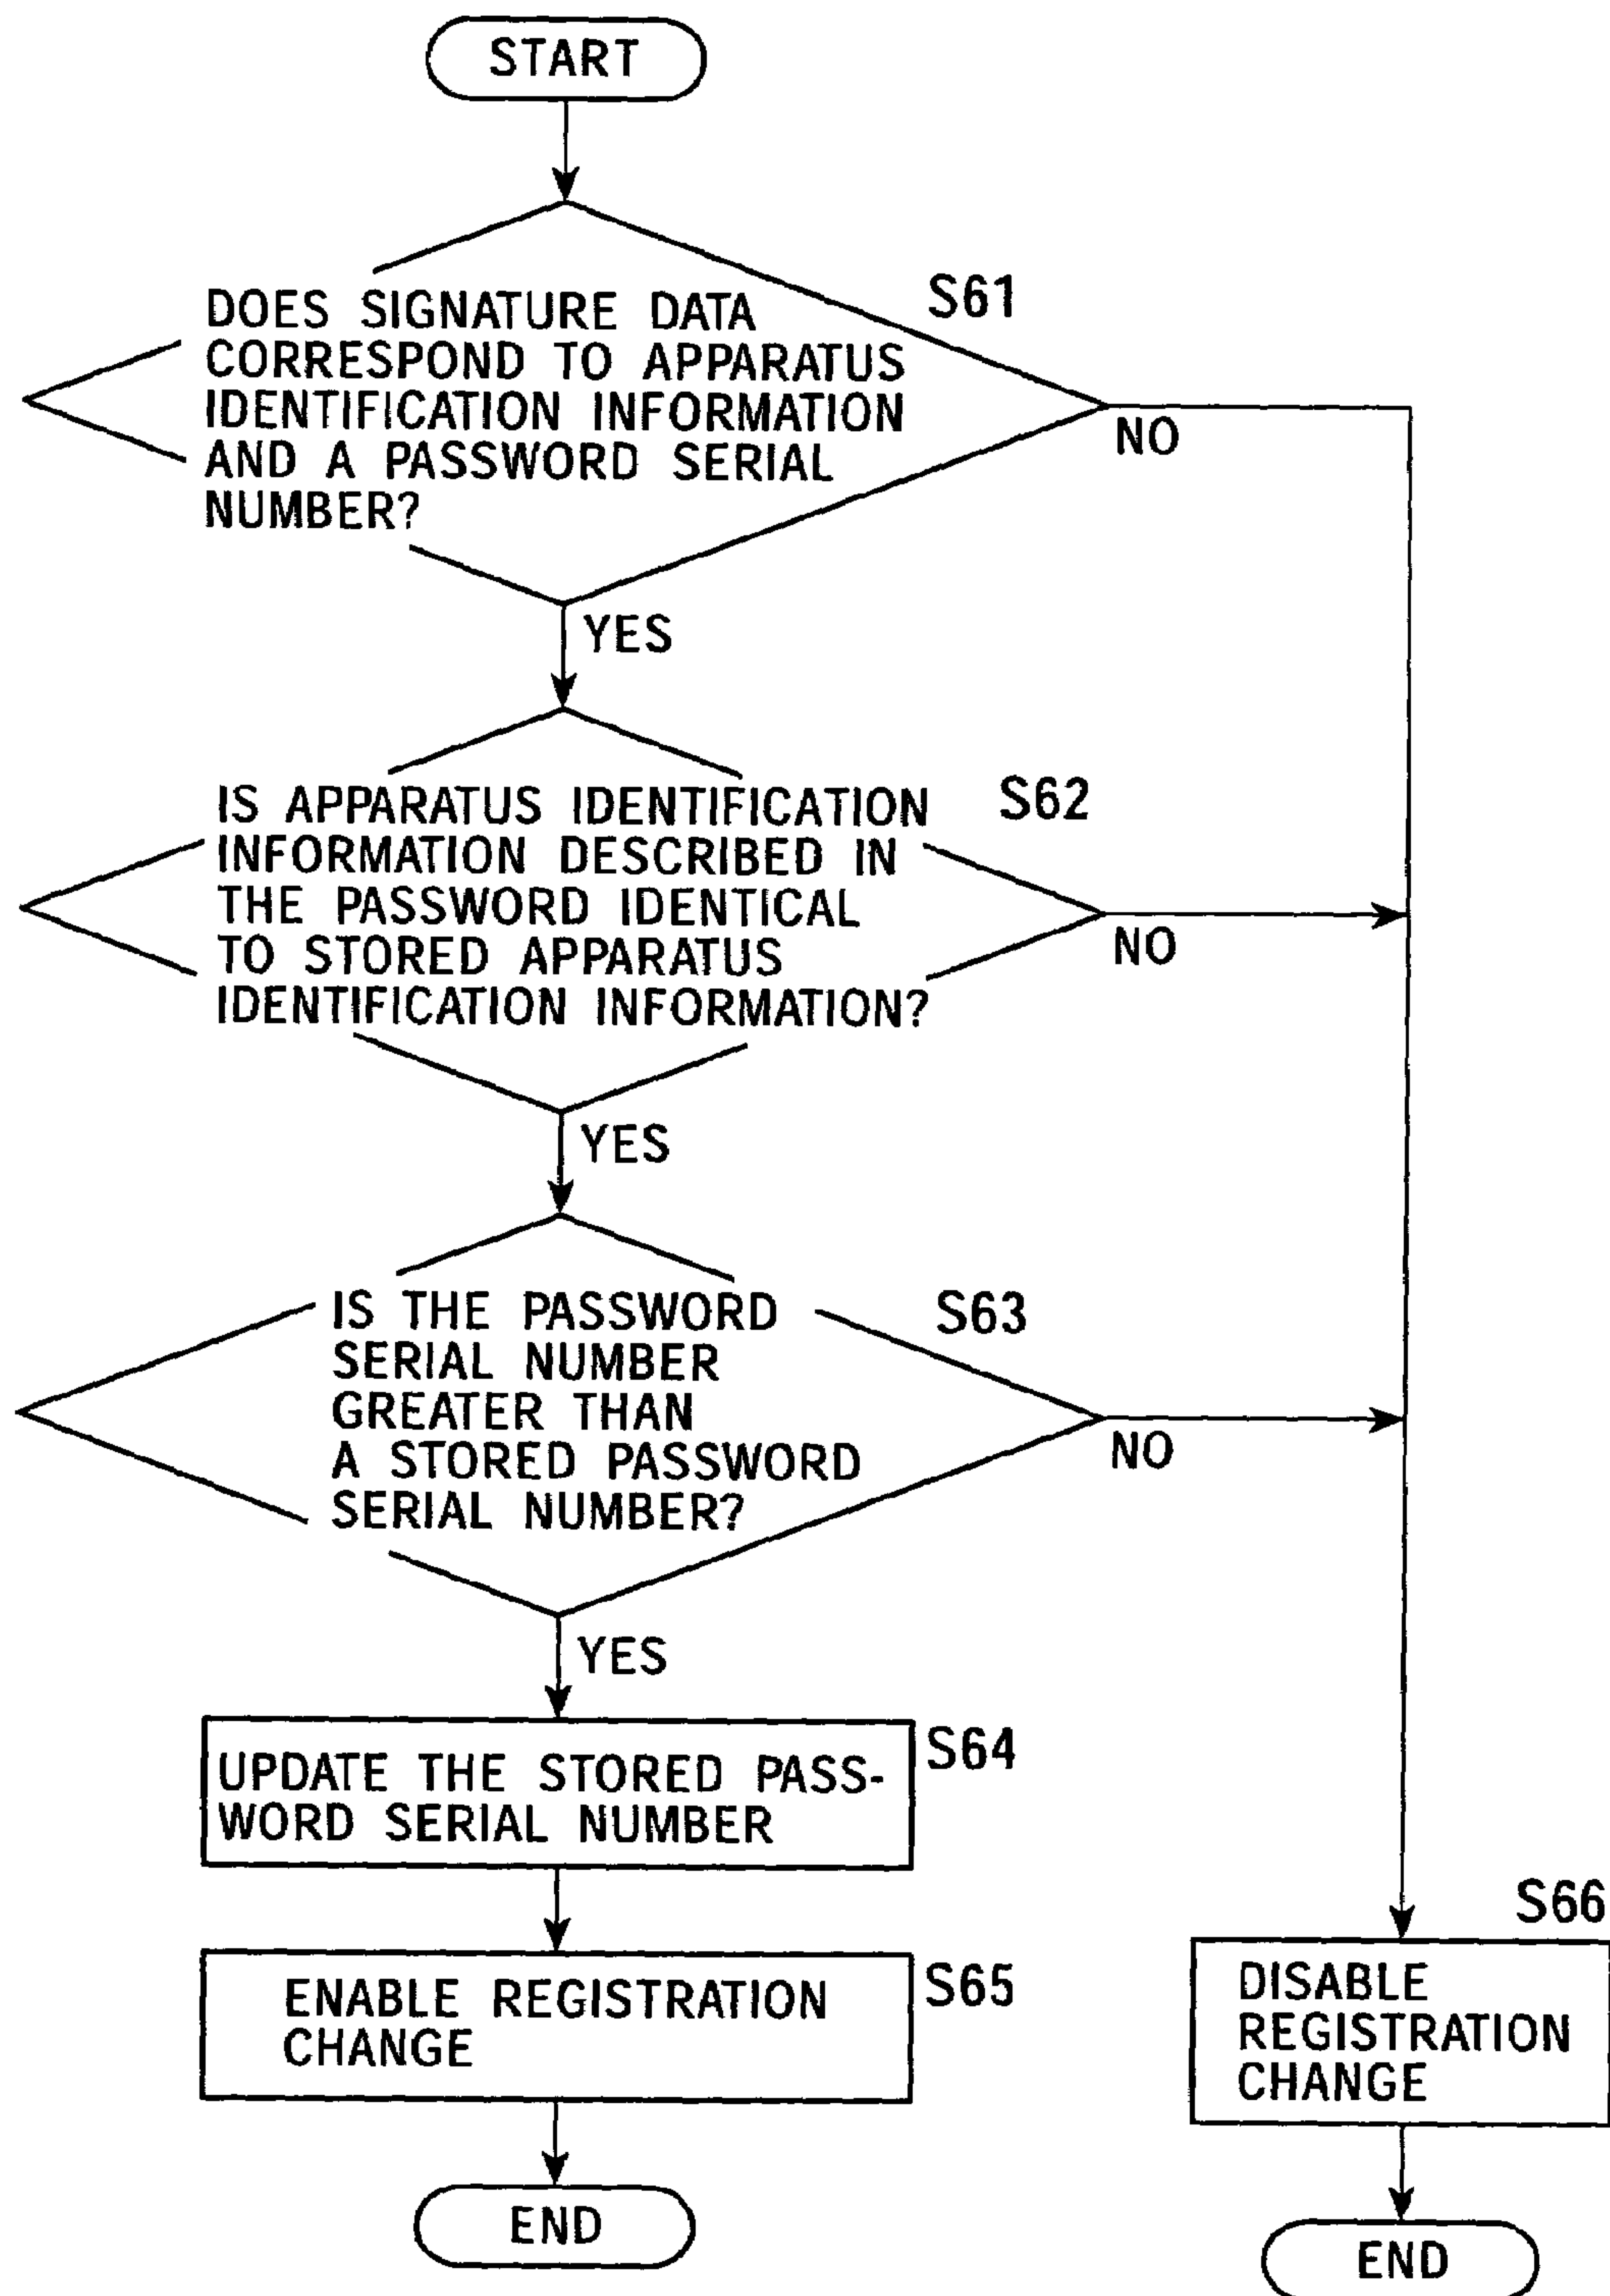 START
S61
DOES SIGNATURE DATA
CORRESPOND TO APPARATUS
IDENTIFICATION INFORMATION
AND A PASSWORD SERIAL
NUMBER?
NO
YES
S62
IS APPARATUS IDENTIFICATION
INFORMATION DESCRIBED IN
THE PASSWORD IDENTICAL
TO STORED APPARATUS
IDENTIFICATION INFORMATION?
NO
YES
S63
IS THE PASSWORD
SERIAL NUMBER
GREATER THAN
A STORED PASSWORD
SERIAL NUMBER?
NO
YES
S64
UPDATE THE STORED PASS-
WORD SERIAL NUMBER
S65
ENABLE REGISTRATION
CHANGE
END
S66
DISABLE
REGISTRATION
CHANGE
END